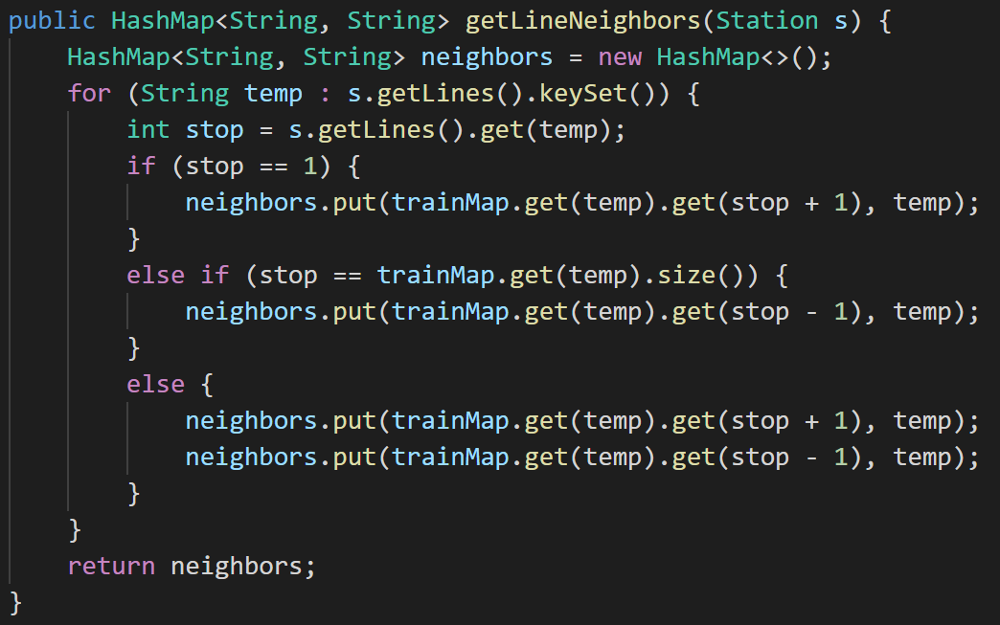 public HashMap<String, String> getLineNeighbors(Station s) {
    HashMap<String, String> neighbors = new HashMap<>();
    for (String temp : s.getLines().keySet()) {
        int stop = s.getLines().get(temp);
        if (stop == 1) {
            neighbors.put(trainMap.get(temp).get(stop + 1), temp);
        }
        else if (stop == trainMap.get(temp).size()) {
            neighbors.put(trainMap.get(temp).get(stop - 1), temp);
        }
        else {
            neighbors.put(trainMap.get(temp).get(stop + 1), temp);
            neighbors.put(trainMap.get(temp).get(stop - 1), temp);
        }
    }
    return neighbors;
}